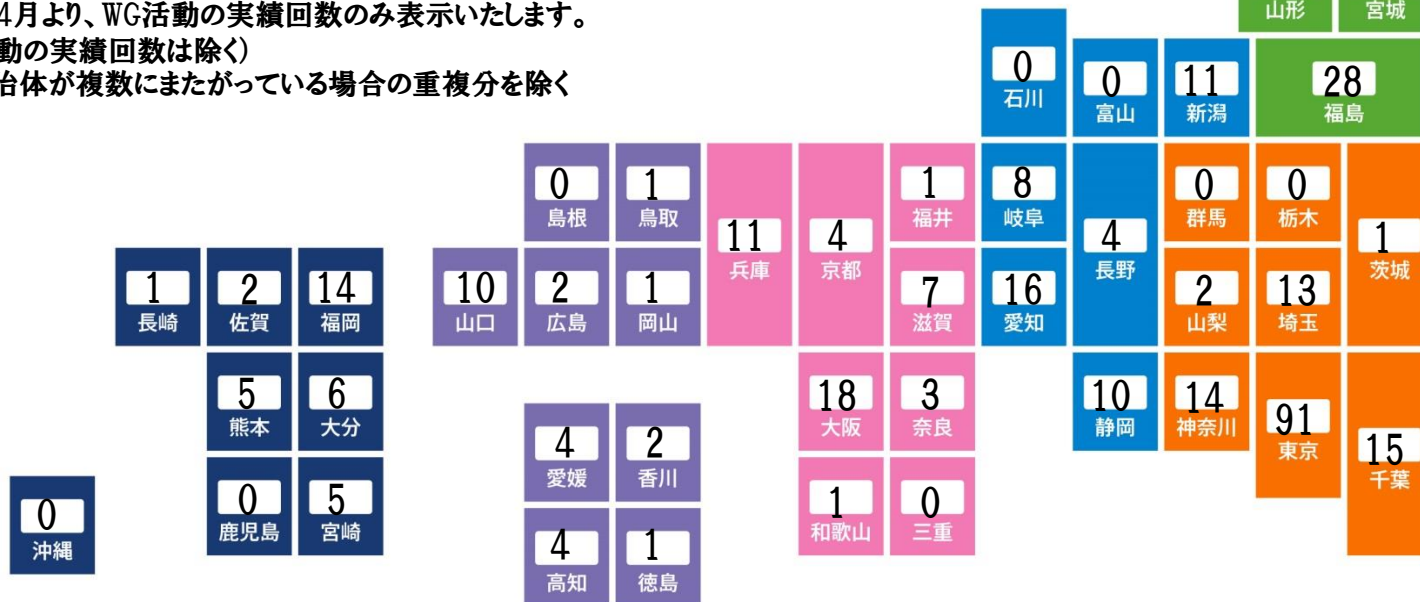 4月より、WG活動の実績回数のみ表示いたします。
動の実績回数は除く)
治体が複数にまたがっている場合の重複分を除く
山形
宮城
0
石川
0
富山
11
新潟
28
福島
0
島根
1
鳥取
11
兵庫
4
京都
1
福井
8
岐阜
4
長野
0
群馬
0
栃木
1
茨城
1
長崎
2
佐賀
14
福岡
10
山口
2
広島
1
岡山
7
滋賀
16
愛知
2
山梨
13
埼玉
5
熊本
6
大分
18
大阪
3
奈良
10
静岡
14
神奈川
91
東京
15
千葉
4
愛媛
2
香川
0
沖縄
0
鹿児島
5
宮崎
1
和歌山
0
三重
4
高知
1
徳島